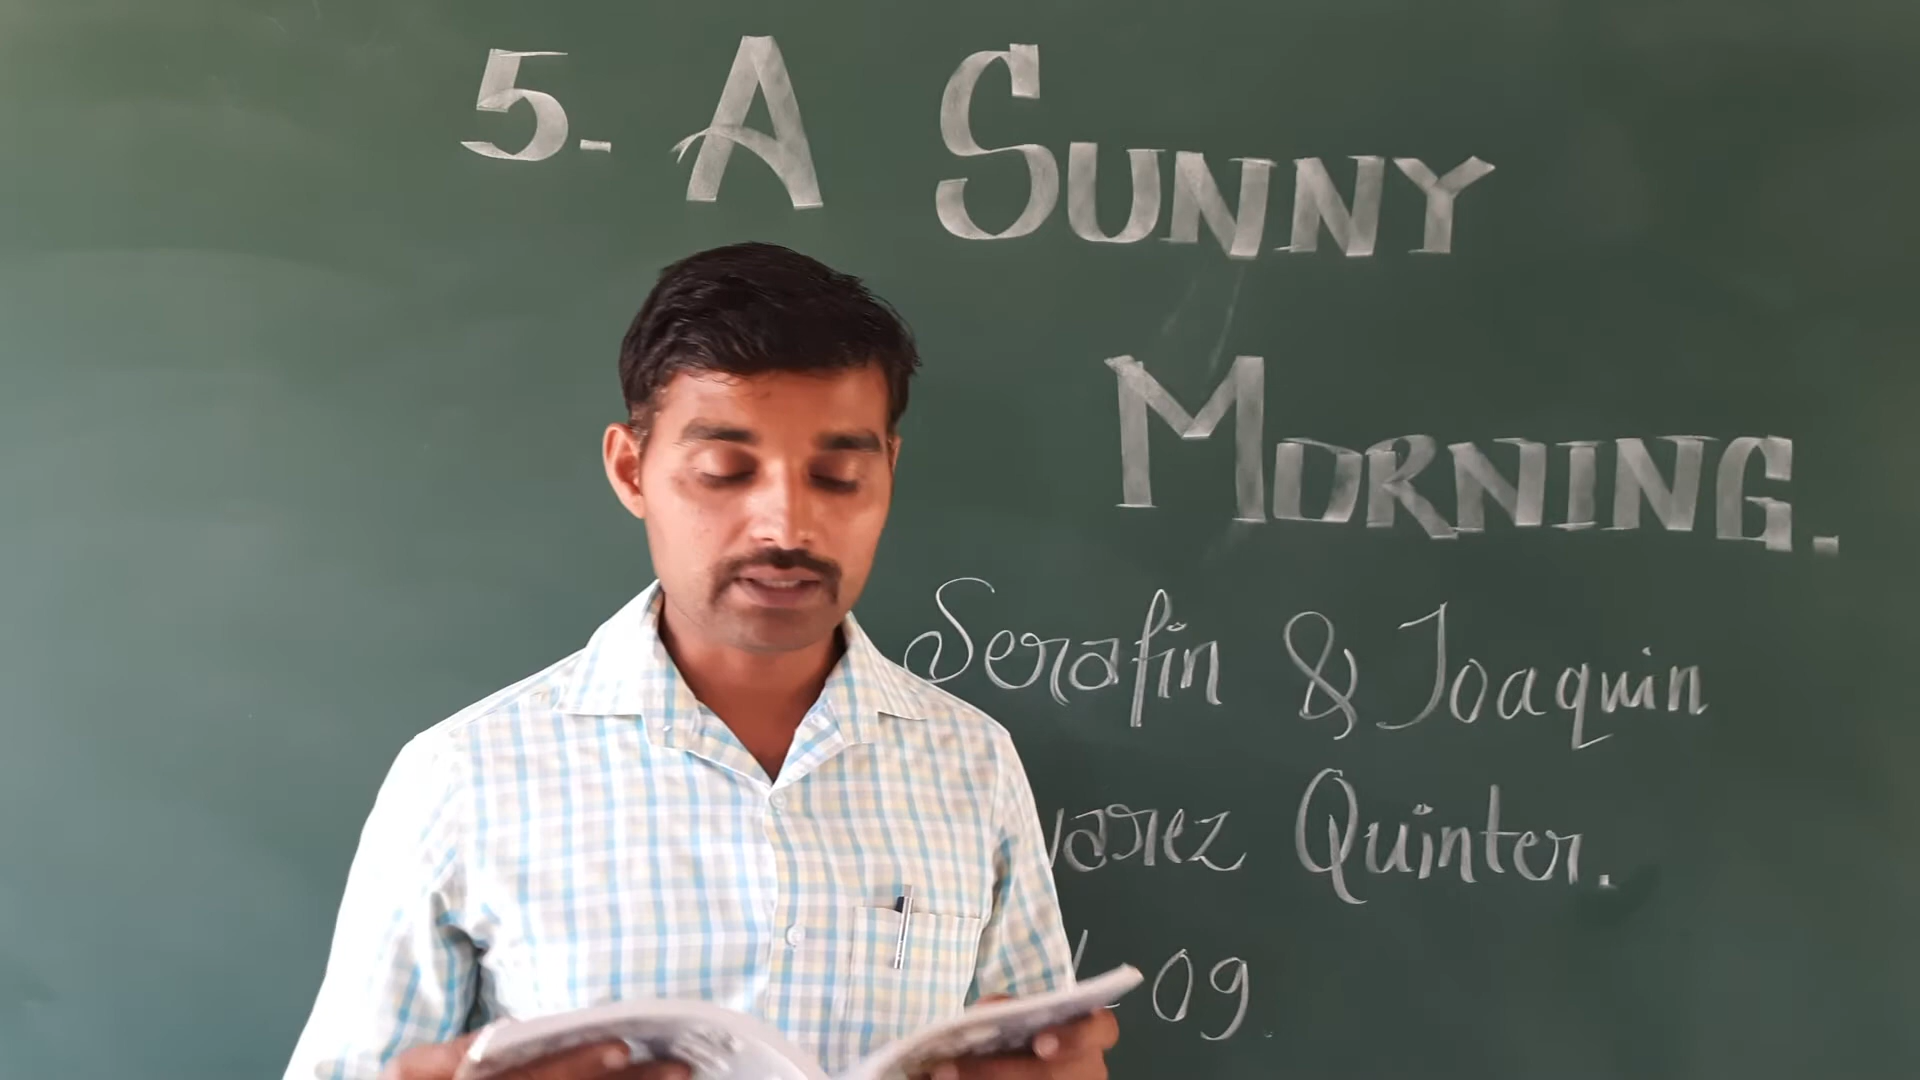 5- A SUNNY
MORNING.
Serafin & Joaquin
varez Quinter.
- 09.